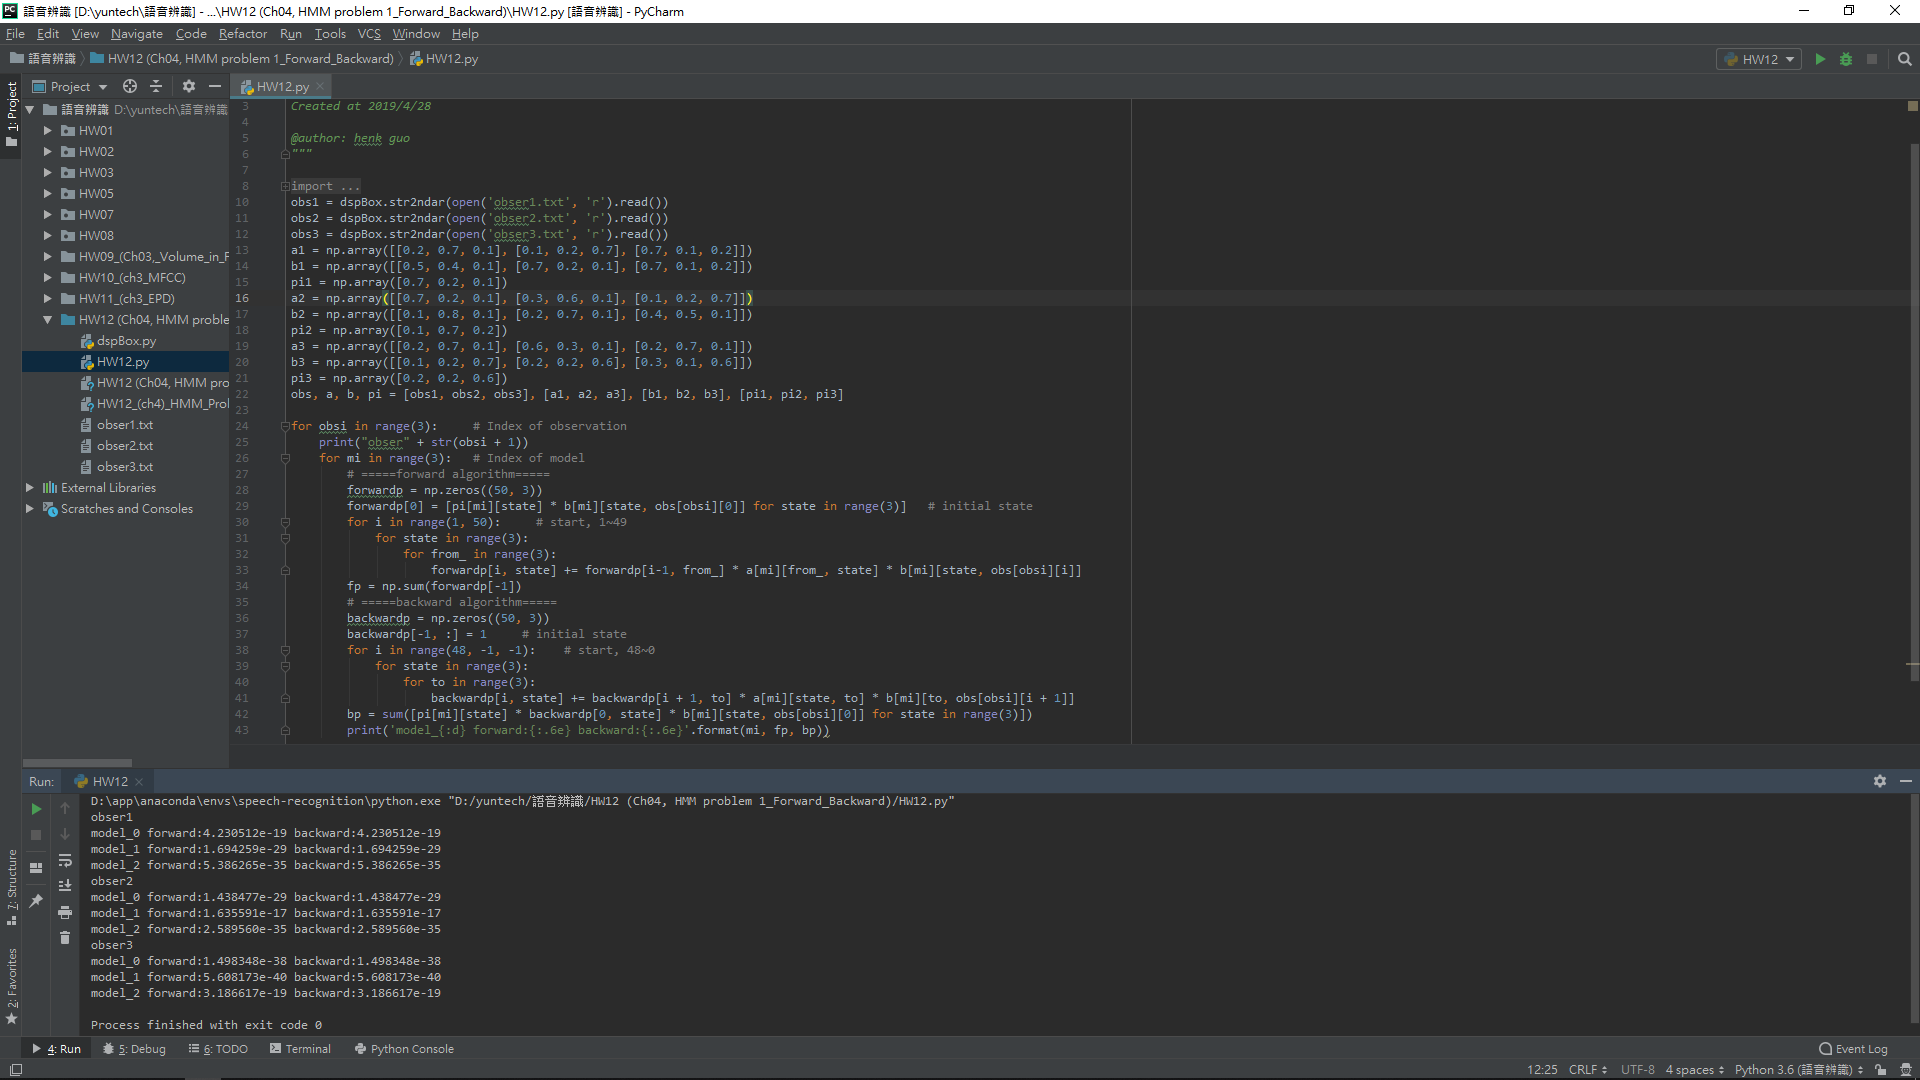 語音辨識 [D:\yuntech\語音辨識] - ...\HW12 (Ch04, HMM problem 1_Forward_Backward)\HW12.py [語音辨識] - PyCharm
File Edit View Navigate Code Refactor Run Tools VCS Window Help
語音辨識 HW12 (Ch04, HMM problem 1_Forward_Backward) HW12.py
HW12
Project
HW12.py
1: Project
語音辨識 D:\yuntech\語音辨識
HW01
HW02
HW03
HW05
HW07
HW08
HW09_(Ch03,_Volume_in_F
HW10_(ch3_MFCC)
HW11_(ch3_EPD)
HW12 (Ch04, HMM proble
dspBox.py
HW12.py
HW12 (Ch04, HMM pro
HW12_(ch4)_HMM_Prol
obser1.txt
obser2.txt
obser3.txt
External Libraries
Scratches and Consoles
3 Created at 2019/4/28
4
5 @author: henk guo
6 """
7
8 import ...
10 obs1 = dspBox.str2ndar(open('obser1.txt', 'r').read())
11 obs2 = dspBox.str2ndar(open('obser2.txt', 'r').read())
12 obs3 = dspBox.str2ndar(open('obser3.txt', 'r').read())
13 a1 = np.array([[0.2, 0.7, 0.1], [0.1, 0.2, 0.7], [0.7, 0.1, 0.2]])
14 b1 = np.array([[0.5, 0.4, 0.1], [0.7, 0.2, 0.1], [0.7, 0.1, 0.2]])
15 pi1 = np.array([0.7, 0.2, 0.1])
16 a2 = np.array([[0.7, 0.2, 0.1], [0.3, 0.6, 0.1], [0.1, 0.2, 0.7]])
17 b2 = np.array([[0.1, 0.8, 0.1], [0.2, 0.7, 0.1], [0.4, 0.5, 0.1]])
18 pi2 = np.array([0.1, 0.7, 0.2])
19 a3 = np.array([[0.2, 0.7, 0.1], [0.6, 0.3, 0.1], [0.2, 0.7, 0.1]])
20 b3 = np.array([[0.1, 0.2, 0.7], [0.2, 0.2, 0.6], [0.3, 0.1, 0.6]])
21 pi3 = np.array([0.2, 0.2, 0.6])
22 obs, a, b, pi = [obs1, obs2, obs3], [a1, a2, a3], [b1, b2, b3], [pi1, pi2, pi3]
23
24 for obsi in range(3): # Index of observation
25 print("obser" + str(obsi + 1))
26 for mi in range(3): # Index of model
27 # =====forward algorithm=====
28 forwardp = np.zeros((50, 3))
29 forwardp[0] = [pi[mi][state] * b[mi][state, obs[obsi][0]] for state in range(3)] # initial state
30 for i in range(1, 50): # start, 1~49
31 for state in range(3):
32 for from_ in range(3):
33 forwardp[i, state] += forwardp[i-1, from_] * a[mi][from_, state] * b[mi][state, obs[obsi][i]]
34 fp = np.sum(forwardp[-1])
35 # =====backward algorithm=====
36 backwardp = np.zeros((50, 3))
37 backwardp[-1, :] = 1 # initial state
38 for i in range(48, -1, -1): # start, 48~0
39 for state in range(3):
40 for to in range(3):
41 backwardp[i, state] += backwardp[i + 1, to] * a[mi][state, to] * b[mi][to, obs[obsi][i + 1]]
42 bp = sum([pi[mi][state] * backwardp[0, state] * b[mi][state, obs[obsi][0]] for state in range(3)])
43 print('model_{:d} forward:{:.6e} backward:{:.6e}'.format(mi, fp, bp))
Run: HW12
D:\app\anaconda\envs\speech-recognition\python.exe "D:/yuntech/語音辨識/HW12 (Ch04, HMM problem 1_Forward_Backward)/HW12.py"
obser1
model_0 forward:4.230512e-19 backward:4.230512e-19
model_1 forward:1.694259e-29 backward:1.694259e-29
model_2 forward:5.386265e-35 backward:5.386265e-35
obser2
model_0 forward:1.438477e-29 backward:1.438477e-29
model_1 forward:1.635591e-17 backward:1.635591e-17
model_2 forward:2.589560e-35 backward:2.589560e-35
obser3
model_0 forward:1.498348e-38 backward:1.498348e-38
model_1 forward:5.608173e-40 backward:5.608173e-40
model_2 forward:3.186617e-19 backward:3.186617e-19
Process finished with exit code 0
7: Structure
2: Favorites
4: Run 5: Debug 6: TODO Terminal Python Console Event Log
12:25 CRLF UTF-8 4 spaces Python 3.6 (語音辨識)